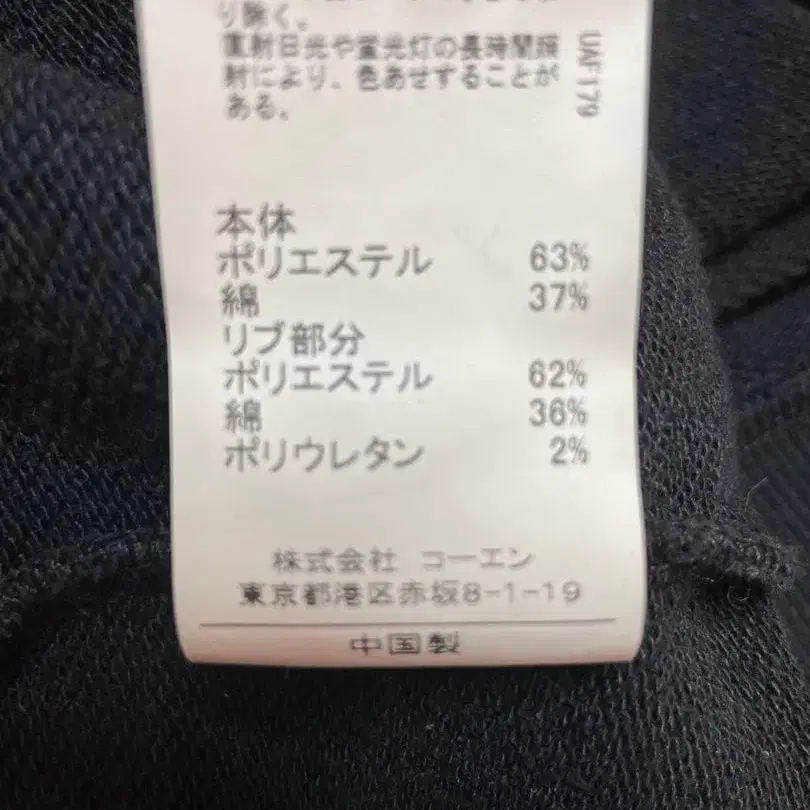 り除く。
直射日光や蛍光灯の長時間照
射により、色あせすることが
ある。
UAF179
本体
ポリエステル 63%
綿 37%
リブ部分
ポリエステル 62%
綿 36%
ポリウレタン 2%
株式会社 コーエン
東京都港区赤坂8-1-19
中国製